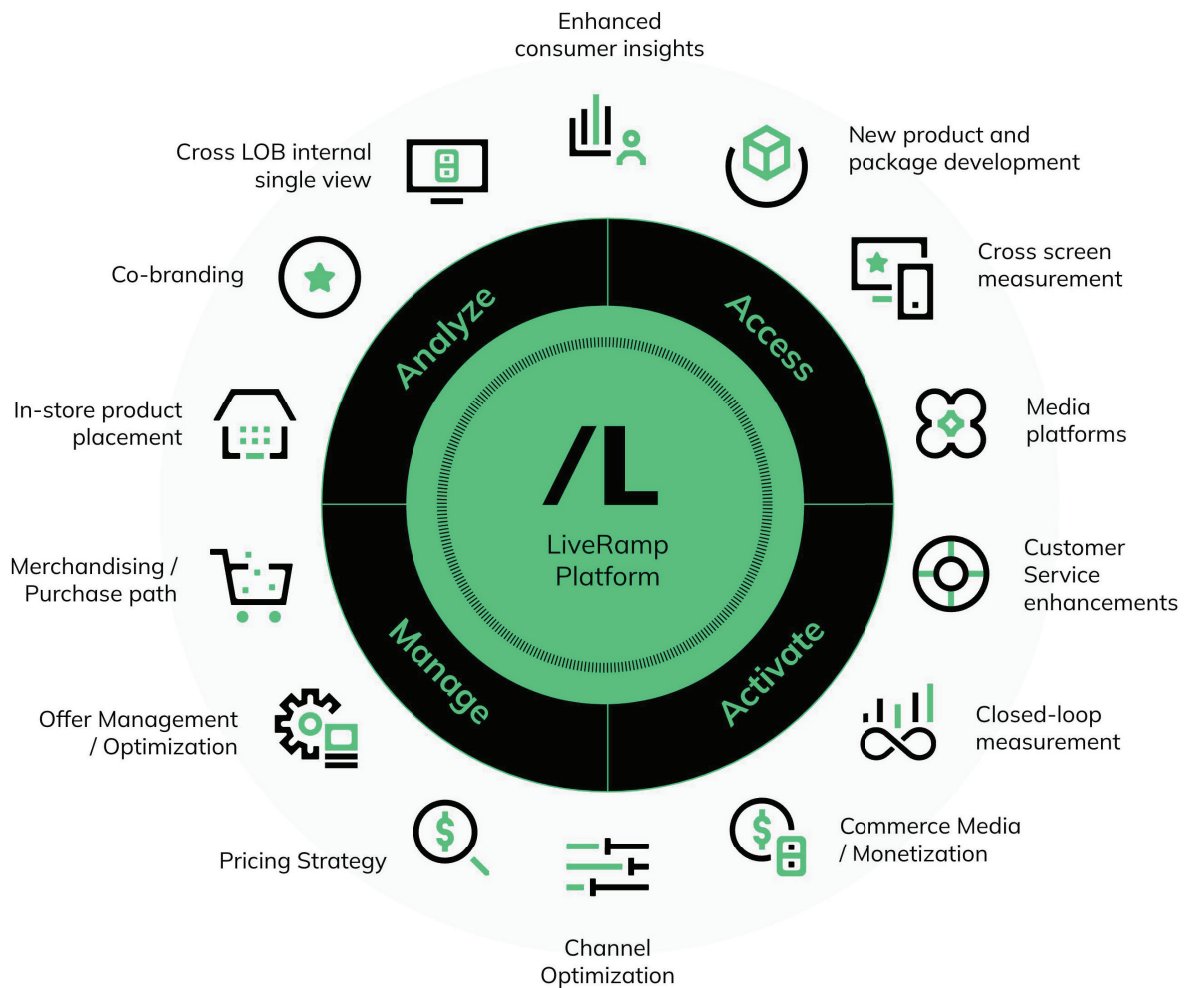 Enhanced
consumer insights
New product and
package development
Cross LOB internal
single view
Cross screen
measurement
Co-branding
Analyze
Access
In-store product
placement
Media
platforms
LiveRamp
Platform
Customer
Service
enhancements
Merchandising /
Purchase path
Manage
Activate
Offer Management
/ Optimization
Closed-loop
measurement
Commerce Media
/ Monetization
Pricing Strategy
Channel
Optimization